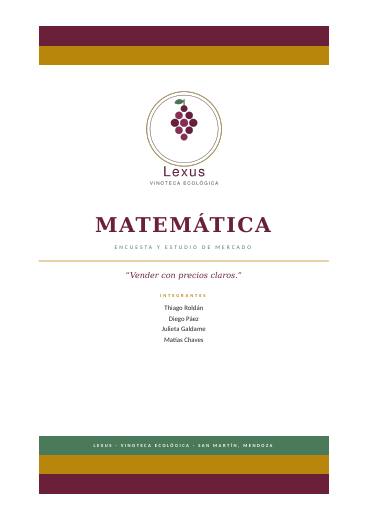 Lexus
VINOTECA ECOLÓGICA
MATEMÁTICA
ENCUESTA Y ESTUDIO DE MERCADO
"Vender con precios claros."
INTEGRANTES
Thiago Roldán
Diego Páez
Julieta Galdame
Matías Chaves
LEXUS · VINOTECA ECOLÓGICA · SAN MARTÍN, MENDOZA